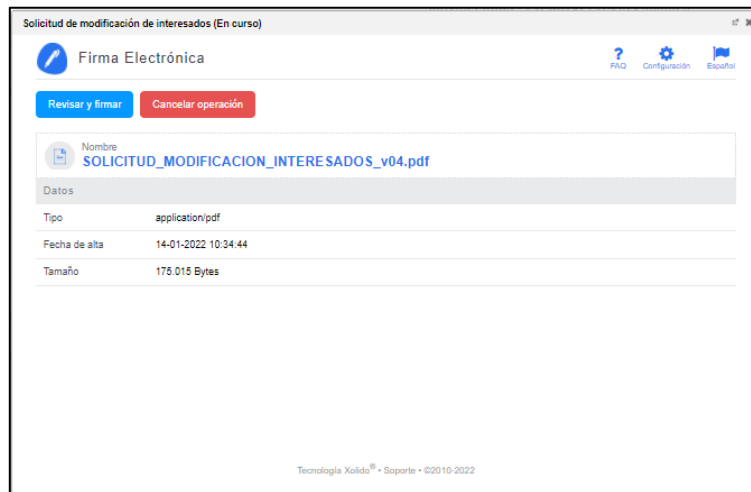 Solicitud de modificación de interesados (En curso)
Firma Electrónica
FAQ Configuración Español
Revisar y firmar Cancelar operación
Nombre
SOLICITUD_MODIFICACION_INTERESADOS_v04.pdf
Datos
Tipo application/pdf
Fecha de alta 14-01-2022 10:34:44
Tamaño 175.015 Bytes
Tecnología Xolido® • Soporte • ©2010-2022